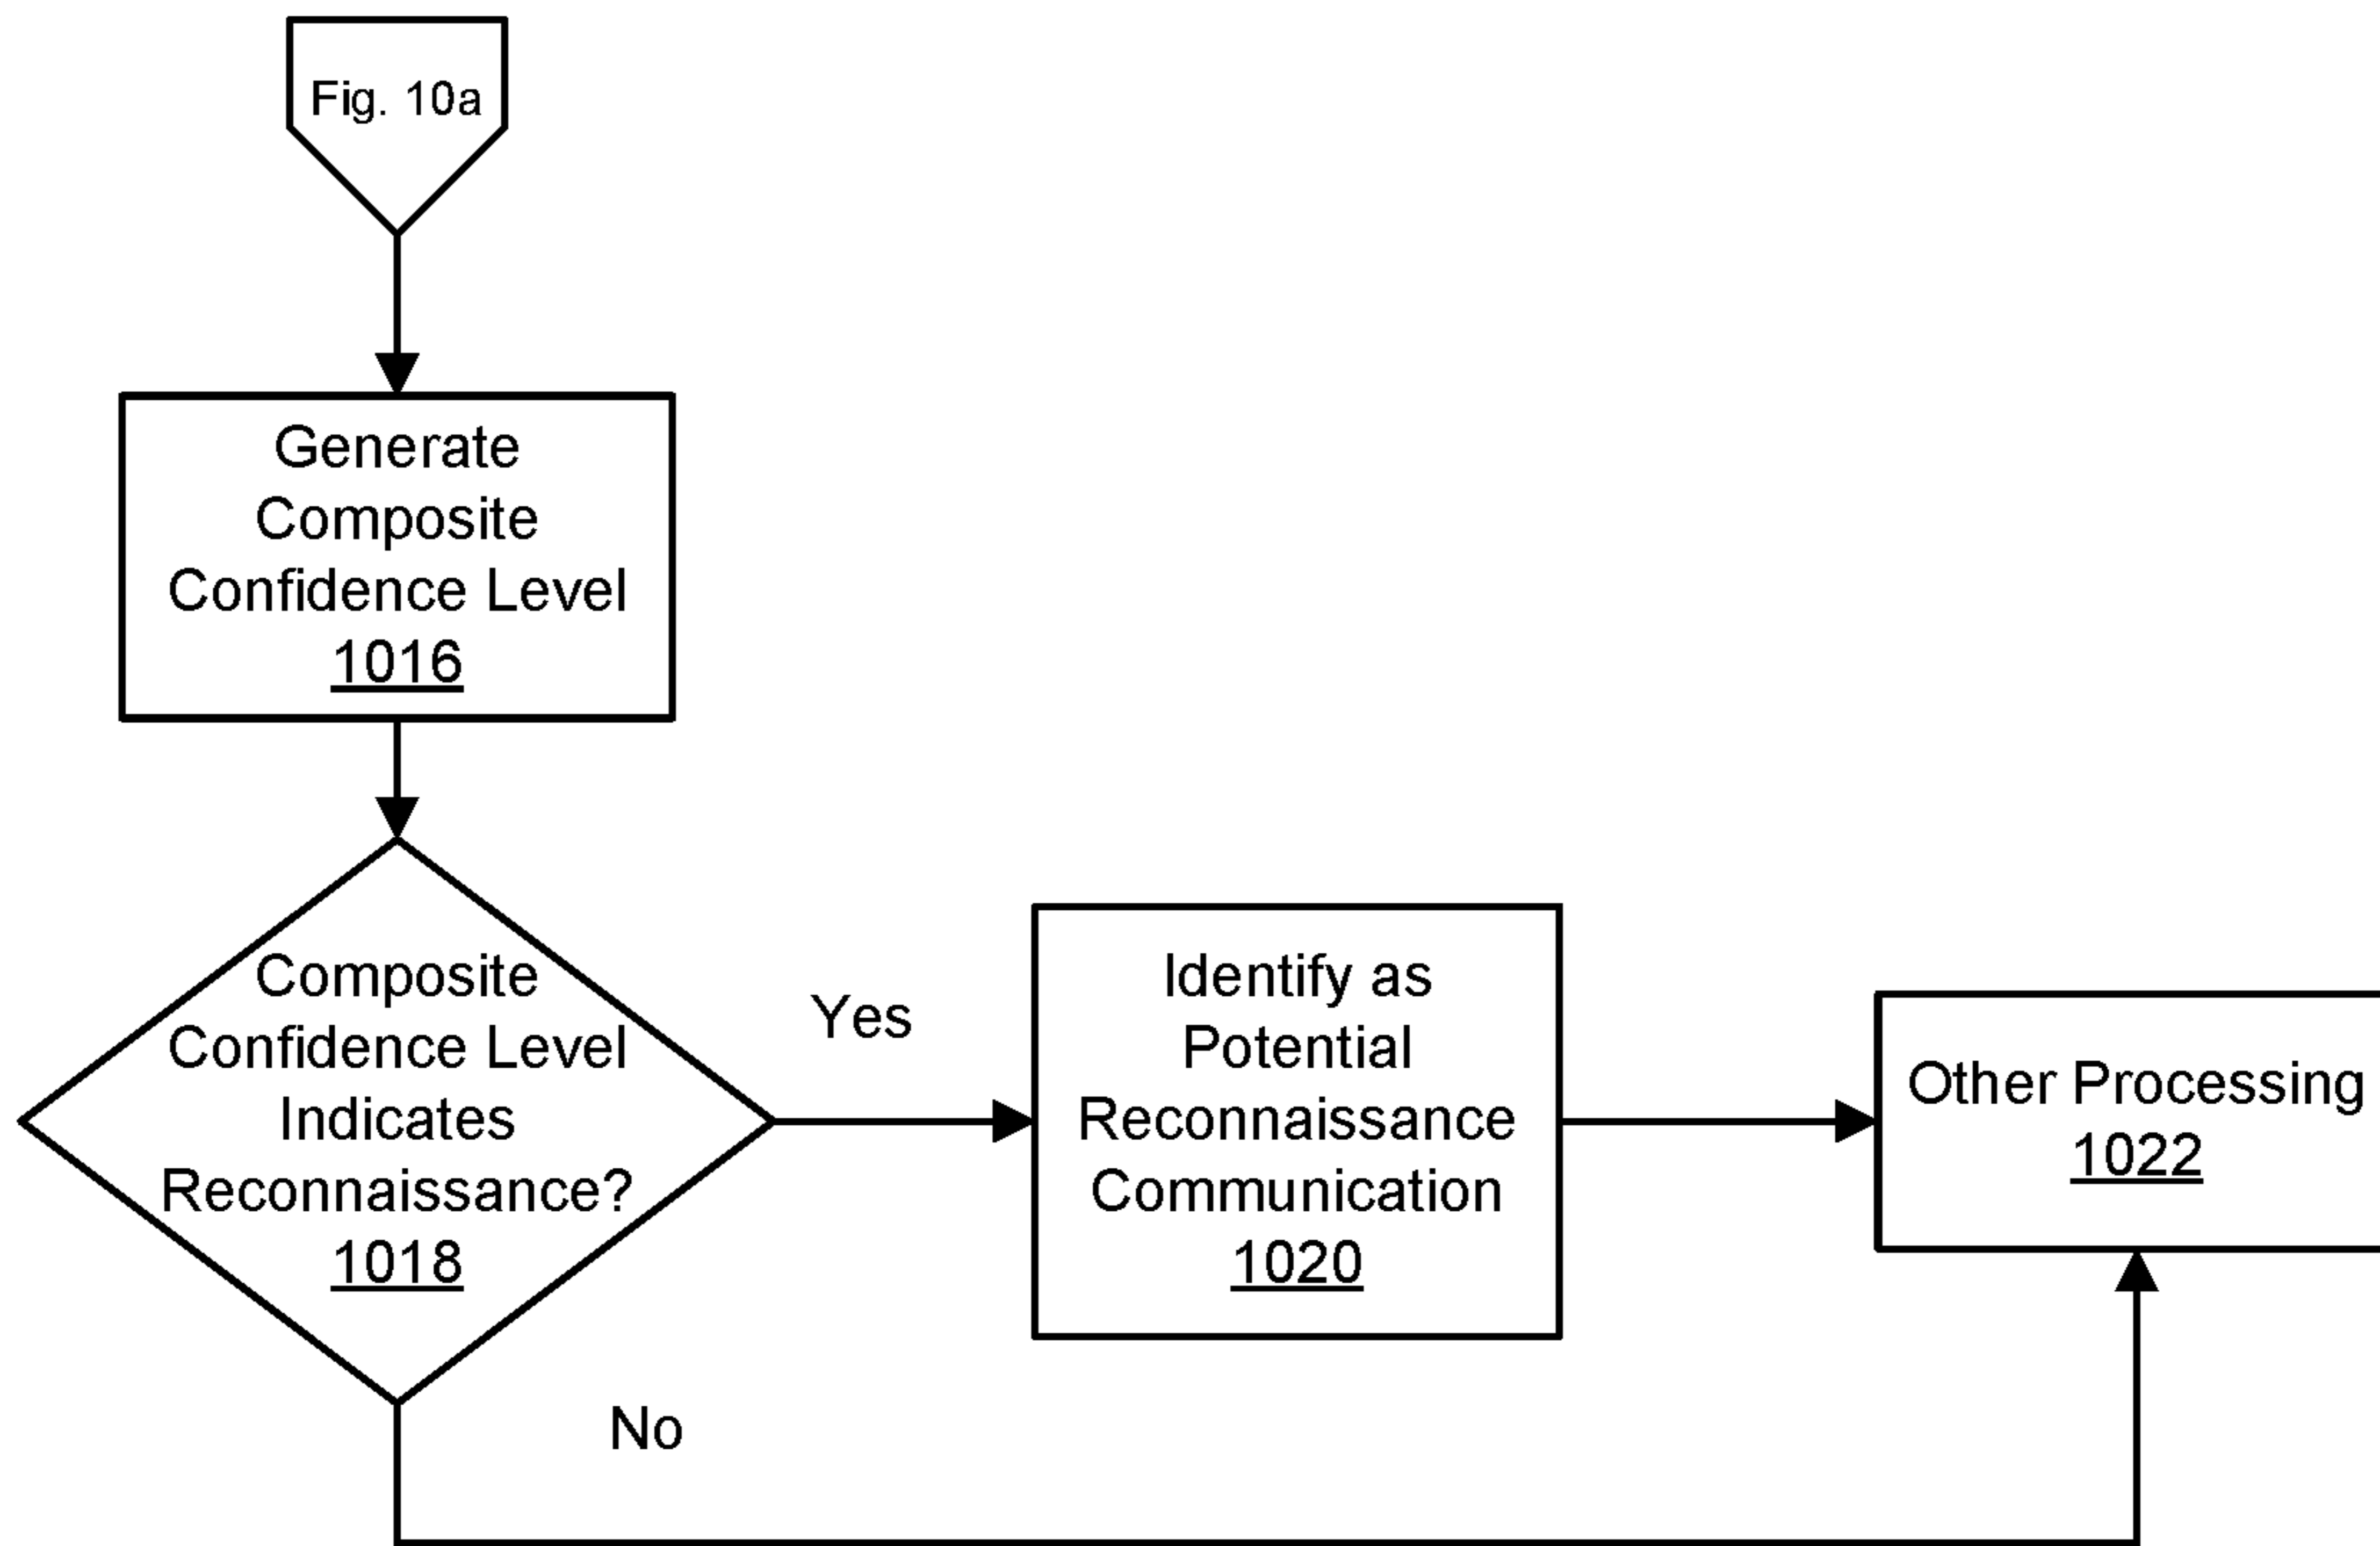 Fig. 10a
Generate
Composite
Confidence Level
1016
Composite
Confidence Level
Indicates
Reconnaissance?
1018
Yes
No
Identify as
Potential
Reconnaissance
Communication
1020
Other Processing
1022